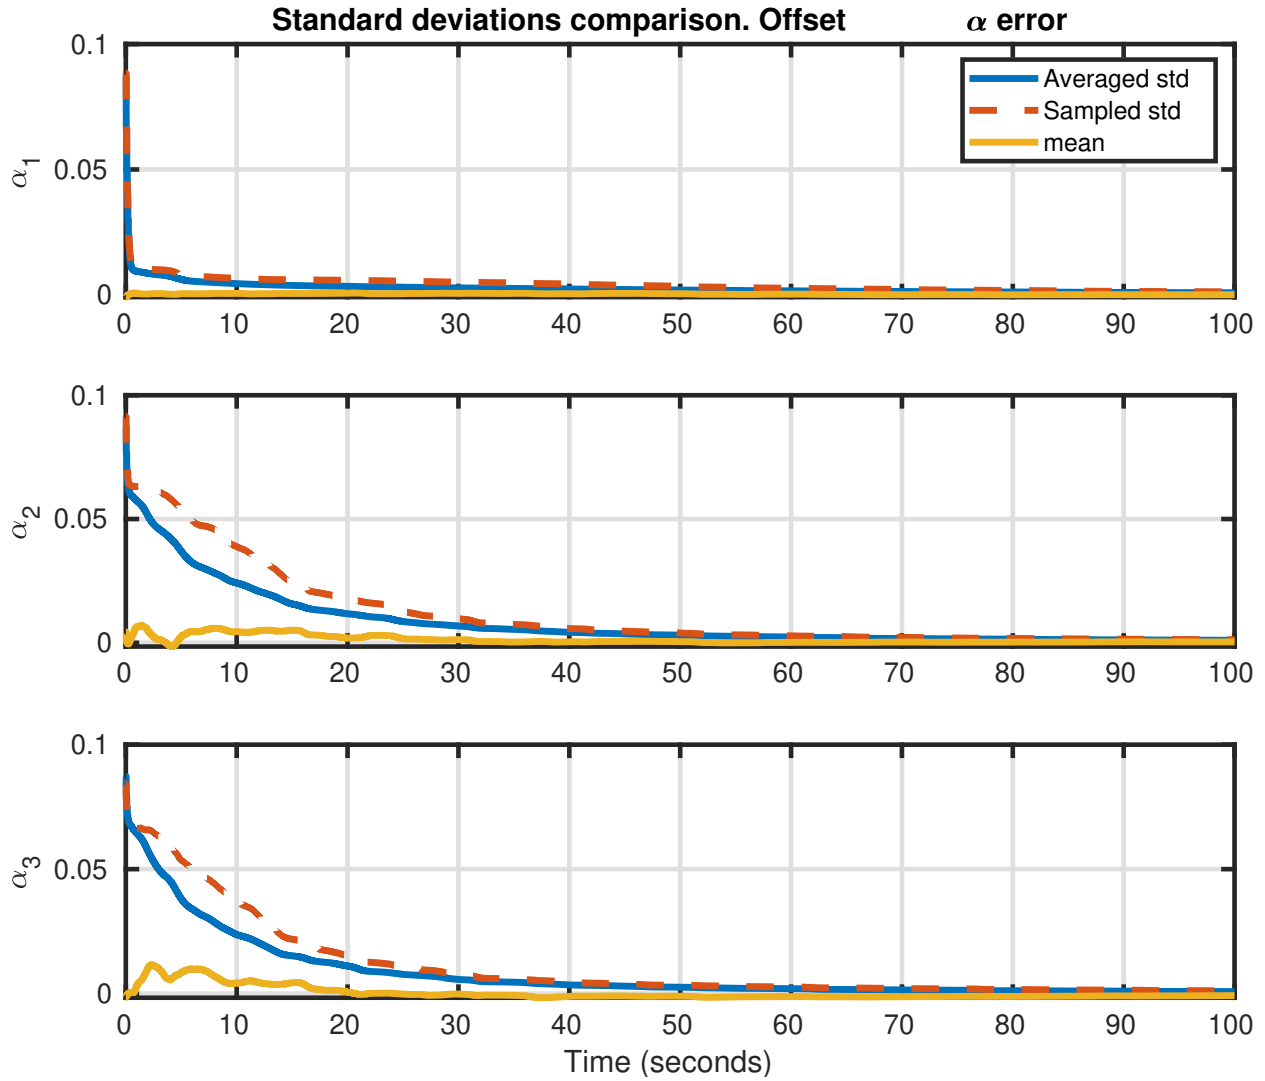 Standard deviations comparison. Offset α error
0.1
0.05
0
α1
Averaged std
Sampled std
mean
0 10 20 30 40 50 60 70 80 90 100
0.1
0.05
0
α2
0 10 20 30 40 50 60 70 80 90 100
0.1
0.05
0
α3
0 10 20 30 40 50 60 70 80 90 100
Time (seconds)